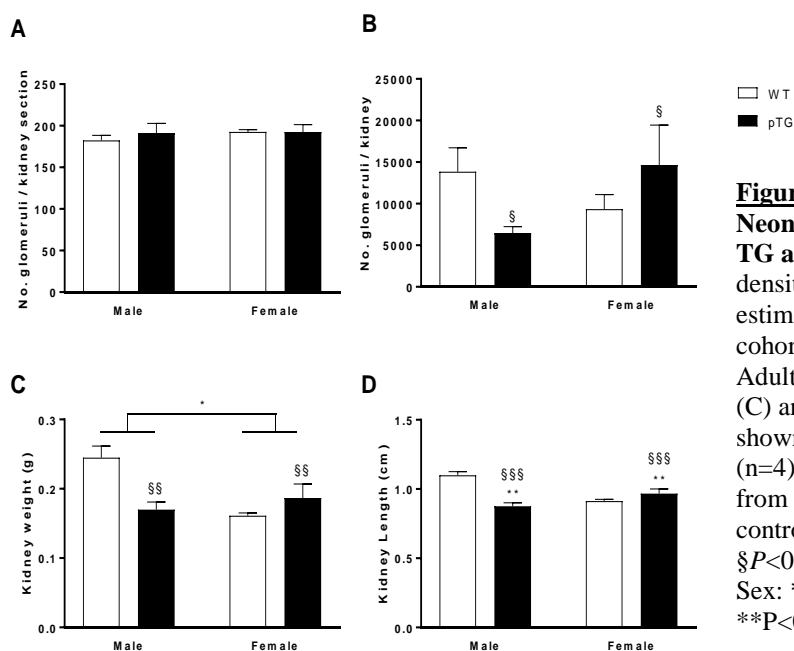 A
No. glomeruli / kidney section
250
200
150
100
50
0
Male
Female
B
No. glomeruli / kidney
25000
20000
15000
10000
5000
0
§
§
Male
Female
WT
pTG
C
Kidney weight (g)
0.3
0.2
0.1
0.0
*
§§
§§
Male
Female
D
Kidney Length (cm)
1.5
1.0
0.5
0.0
§§§
**
§§§
**
Male
Female
Figur
Neon
TG a
densit
estim
cohor
Adult
(C) an
shown
(n=4)
from
contro
§P<0
Sex: *
**P<